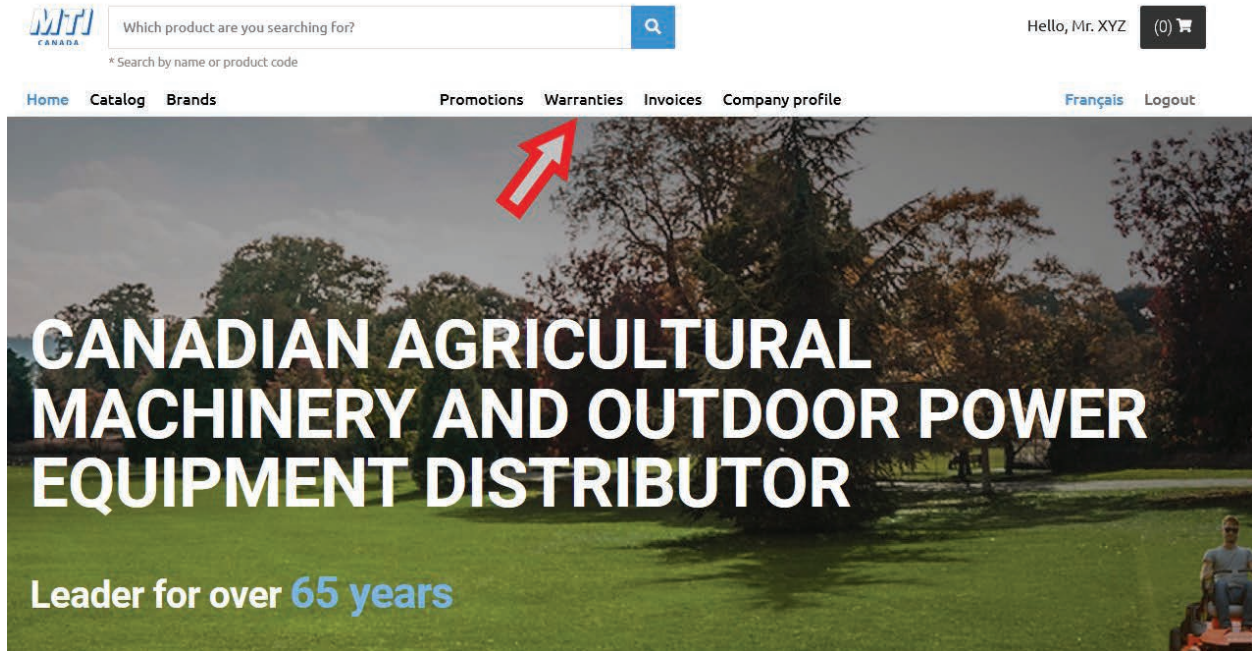 MTI
CANADA
Which product are you searching for?
Hello, Mr. XYZ
(0)
* Search by name or product code
Home Catalog Brands Promotions Warranties Invoices Company profile Français Logout
CANADIAN AGRICULTURAL
MACHINERY AND OUTDOOR POWER
EQUIPMENT DISTRIBUTOR
Leader for over 65 years